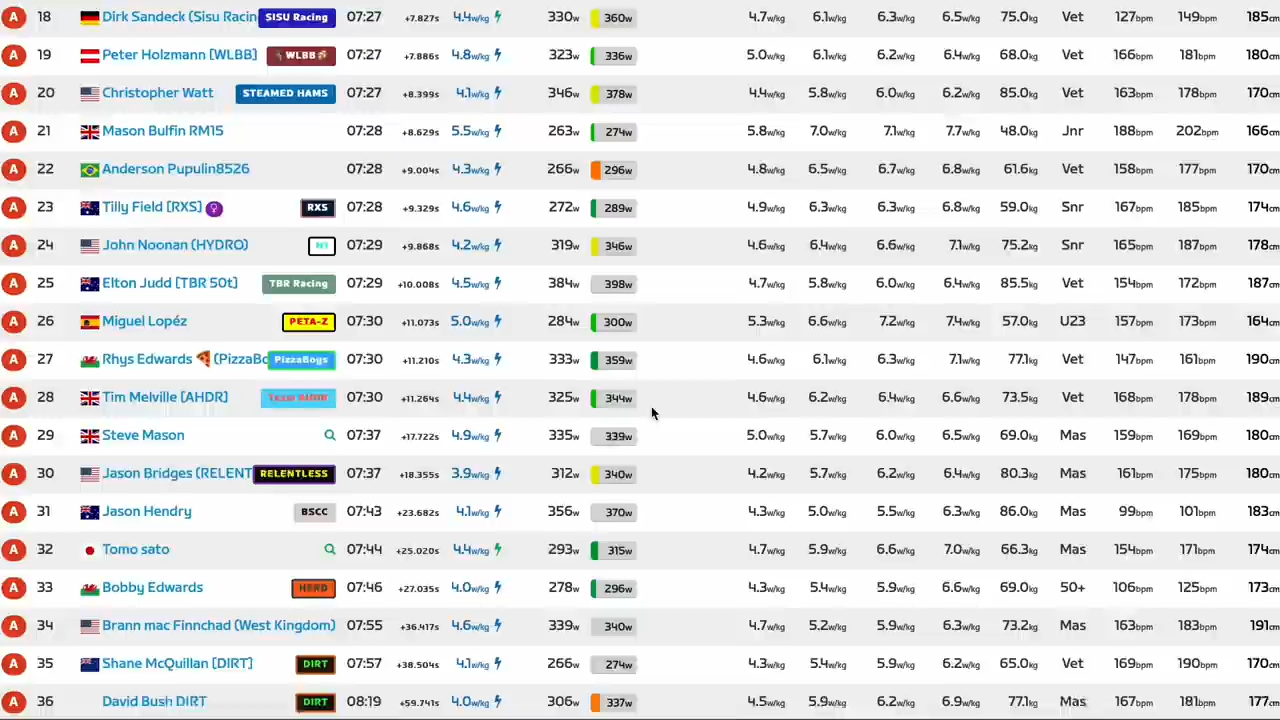 A 18 Dirk Sandeck (Sisu Racin SISU Racing 07:27 +7.827s 4.4w/kg 330w 360w 4.7w/kg 6.1w/kg 6.3w/kg 6.5w/kg 75.0kg Vet 127bpm 149bpm 185cm
A 19 Peter Holzmann [WLBB] WLBB 07:27 +7.886s 4.8w/kg 323w 336w 5.0w/kg 6.1w/kg 6.2w/kg 6.4w/kg 68.0kg Vet 166bpm 181bpm 180cm
A 20 Christopher Watt STEAMED HAMS 07:27 +8.399s 4.1w/kg 346w 378w 4.4w/kg 5.8w/kg 6.0w/kg 6.2w/kg 85.0kg Vet 163bpm 178bpm 170cm
A 21 Mason Bulfin RM15 07:28 +8.629s 5.5w/kg 263w 274w 5.8w/kg 7.0w/kg 7.1w/kg 7.7w/kg 48.0kg Jnr 188bpm 202bpm 166cm
A 22 Anderson Pupulin8526 07:28 +9.004s 4.3w/kg 266w 296w 4.8w/kg 6.5w/kg 6.7w/kg 6.8w/kg 61.6kg Vet 158bpm 177bpm 170cm
A 23 Tilly Field [RXS] RXS 07:28 +9.329s 4.6w/kg 272w 289w 4.9w/kg 6.3w/kg 6.3w/kg 6.8w/kg 59.0kg Snr 167bpm 185bpm 174cm
A 24 John Noonan (HYDRO) 07:29 +9.868s 4.2w/kg 319w 346w 4.6w/kg 6.4w/kg 6.6w/kg 7.1w/kg 75.2kg Snr 165bpm 187bpm 178cm
A 25 Elton Judd [TBR 50t] TBR Racing 07:29 +10.008s 4.5w/kg 384w 398w 4.7w/kg 5.8w/kg 6.0w/kg 6.4w/kg 85.5kg Vet 154bpm 172bpm 187cm
A 26 Miguel Lopéz PETA-Z 07:30 +11.073s 5.0w/kg 284w 300w 5.3w/kg 6.6w/kg 7.2w/kg 7.4w/kg 57.0kg U23 157bpm 173bpm 164cm
A 27 Rhys Edwards (PizzaBo PizzaBoys 07:30 +11.210s 4.3w/kg 333w 359w 4.6w/kg 6.1w/kg 6.3w/kg 7.1w/kg 77.1kg Vet 147bpm 161bpm 190cm
A 28 Tim Melville [AHDR] 07:30 +11.264s 4.4w/kg 325w 344w 4.6w/kg 6.2w/kg 6.4w/kg 6.6w/kg 73.5kg Vet 168bpm 178bpm 189cm
A 29 Steve Mason 07:37 +17.722s 4.9w/kg 335w 339w 5.0w/kg 5.7w/kg 6.0w/kg 6.5w/kg 69.0kg Mas 159bpm 169bpm 180cm
A 30 Jason Bridges (RELENT RELENTLESS 07:37 +18.355s 3.9w/kg 312w 340w 4.2w/kg 5.7w/kg 6.2w/kg 6.4w/kg 80.3kg Mas 161bpm 175bpm 180cm
A 31 Jason Hendry BSCC 07:43 +23.682s 4.1w/kg 356w 370w 4.3w/kg 5.0w/kg 5.5w/kg 6.3w/kg 86.0kg Mas 99bpm 101bpm 183cm
A 32 Tomo sato 07:44 +25.020s 4.4w/kg 293w 315w 4.7w/kg 5.9w/kg 6.6w/kg 7.0w/kg 66.3kg Mas 154bpm 171bpm 174cm
A 33 Bobby Edwards HERD 07:46 +27.035s 4.0w/kg 278w 296w 4.3w/kg 5.4w/kg 5.9w/kg 6.6w/kg 69.0kg 50+ 106bpm 125bpm 173cm
A 34 Brann mac Finnchad (West Kingdom) 07:55 +36.417s 4.6w/kg 339w 340w 4.7w/kg 5.2w/kg 5.9w/kg 6.3w/kg 73.2kg Mas 163bpm 183bpm 191cm
A 35 Shane McQuillan [DIRT] DIRT 07:57 +38.504s 4.1w/kg 266w 274w 4.3w/kg 5.4w/kg 5.9w/kg 6.2w/kg 65.0kg Vet 169bpm 190bpm 170cm
A 36 David Bush DIRT DIRT 08:19 +59.741s 4.0w/kg 306w 337w 4.5w/kg 5.9w/kg 6.2w/kg 6.9w/kg 77.1kg Mas 167bpm 181bpm 177cm